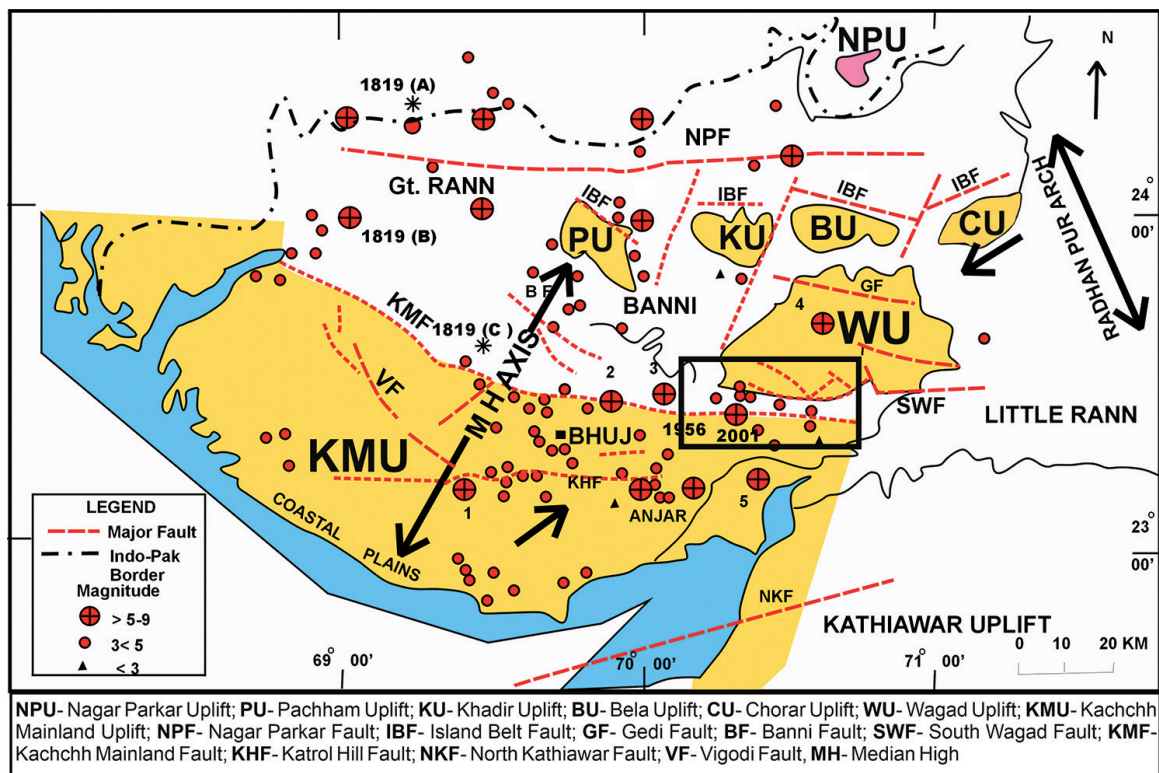 NPU
N
1819 (A)
NPF
RADHAN PUR ARCH
Gt. RANN
IBF
IBF
IBF
IBF
24°
00'
1819 (B)
PU
KU
BU
CU
BF
BANNI
GF
KMF
4
WU
1819 (C )
M H AXIS
VF
2
3
SWF
1956
2001
LITTLE RANN
BHUJ
KMU
KHF
1
ANJAR
5
23°
00'
COASTAL
PLAINS
NKF
KATHIAWAR UPLIFT
LEGEND
Major Fault
Indo-Pak
Border
Magnitude
> 5-9
3< 5
< 3
69° 00'
70° 00'
71° 00'
0 10 20 KM
NPU- Nagar Parkar Uplift; PU- Pachham Uplift; KU- Khadir Uplift; BU- Bela Uplift; CU- Chorar Uplift; WU- Wagad Uplift; KMU- Kachchh
Mainland Uplift; NPF- Nagar Parkar Fault; IBF- Island Belt Fault; GF- Gedi Fault; BF- Banni Fault; SWF- South Wagad Fault; KMF-
Kachchh Mainland Fault; KHF- Katrol Hill Fault; NKF- North Kathiawar Fault; VF- Vigodi Fault, MH- Median High